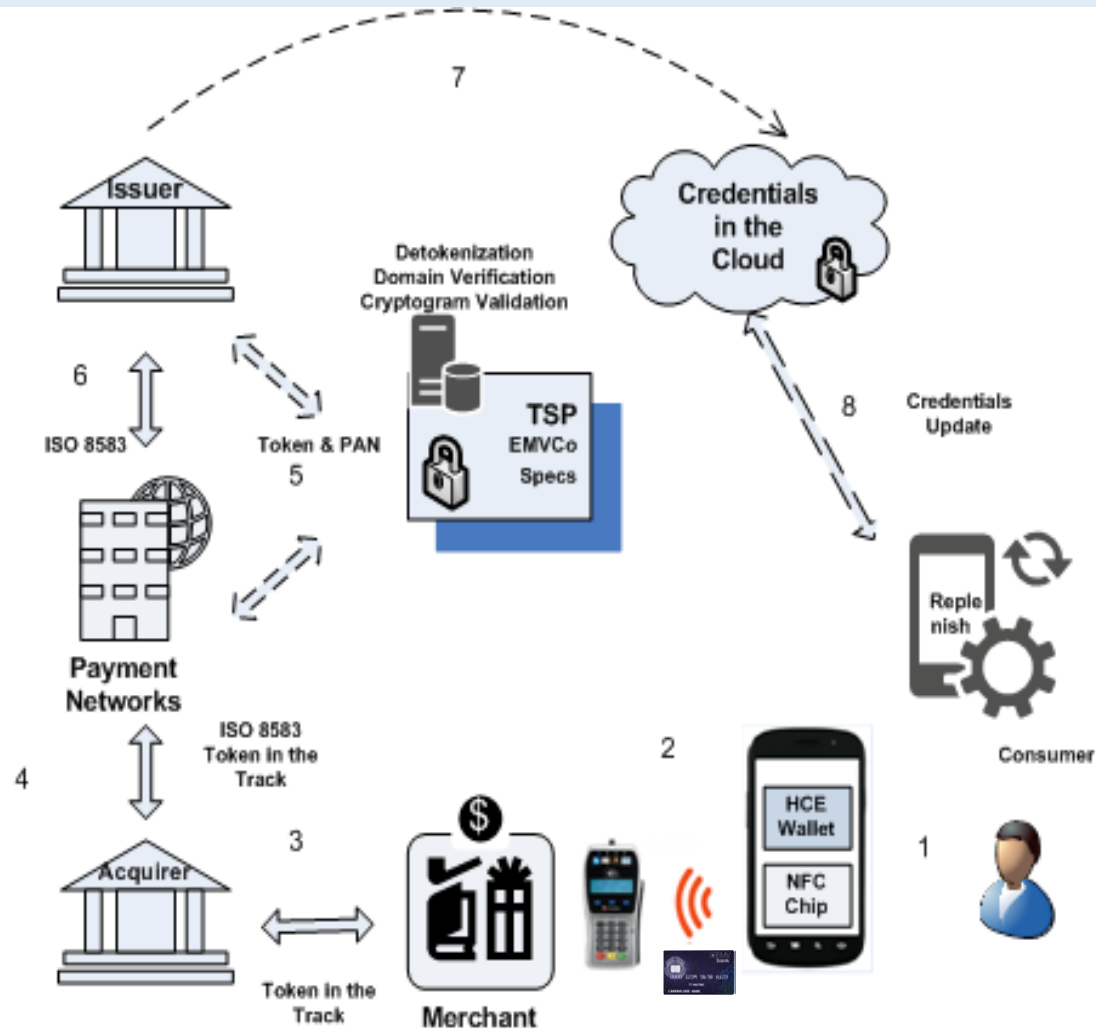 7
Issuer
Credentials
in the
Cloud
Detokenization
Domain Verification
Cryptogram Validation
6
ISO 8583
Token & PAN
5
TSP
EMVCo
Specs
8
Credentials
Update
Reple
nish
Payment
Networks
ISO 8583
Token in the
Track
4
2
Consumer
HCE
Wallet
NFC
Chip
1
3
$
Acquirer
Token in the
Track
Merchant